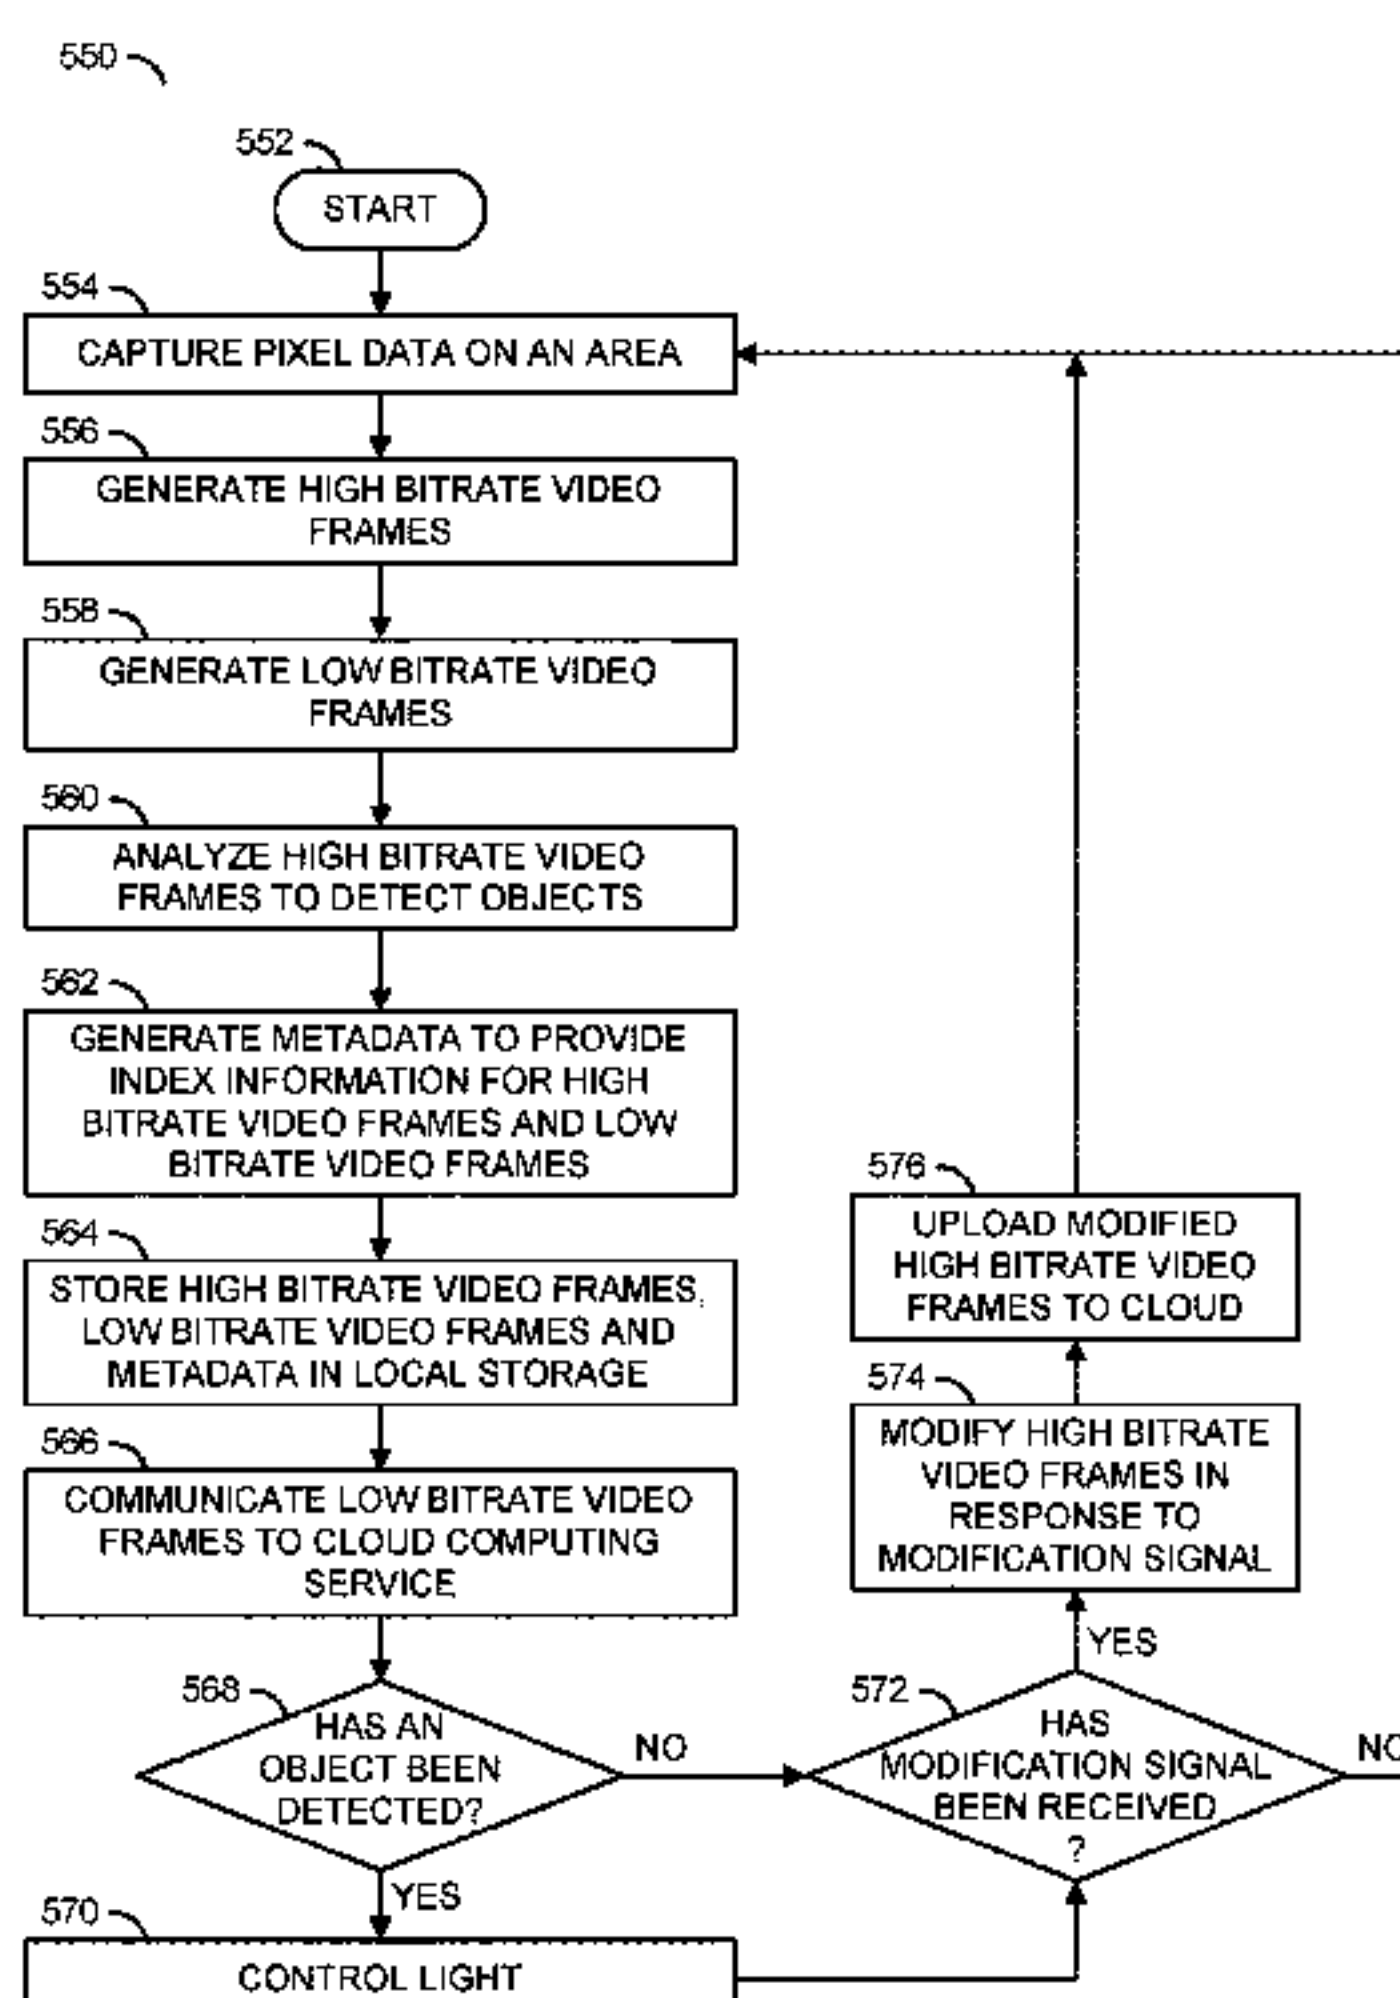 550
552
START
554
CAPTURE PIXEL DATA ON AN AREA
556
GENERATE HIGH BITRATE VIDEO
FRAMES
558
GENERATE LOW BITRATE VIDEO
FRAMES
560
ANALYZE HIGH BITRATE VIDEO
FRAMES TO DETECT OBJECTS
562
GENERATE METADATA TO PROVIDE
INDEX INFORMATION FOR HIGH
BITRATE VIDEO FRAMES AND LOW
BITRATE VIDEO FRAMES
564
STORE HIGH BITRATE VIDEO FRAMES,
LOW BITRATE VIDEO FRAMES AND
METADATA IN LOCAL STORAGE
566
COMMUNICATE LOW BITRATE VIDEO
FRAMES TO CLOUD COMPUTING
SERVICE
568
HAS AN
OBJECT BEEN
DETECTED?
NO
YES
570
CONTROL LIGHT
572
HAS
MODIFICATION SIGNAL
BEEN RECEIVED
?
NO
YES
574
MODIFY HIGH BITRATE
VIDEO FRAMES IN
RESPONSE TO
MODIFICATION SIGNAL
576
UPLOAD MODIFIED
HIGH BITRATE VIDEO
FRAMES TO CLOUD